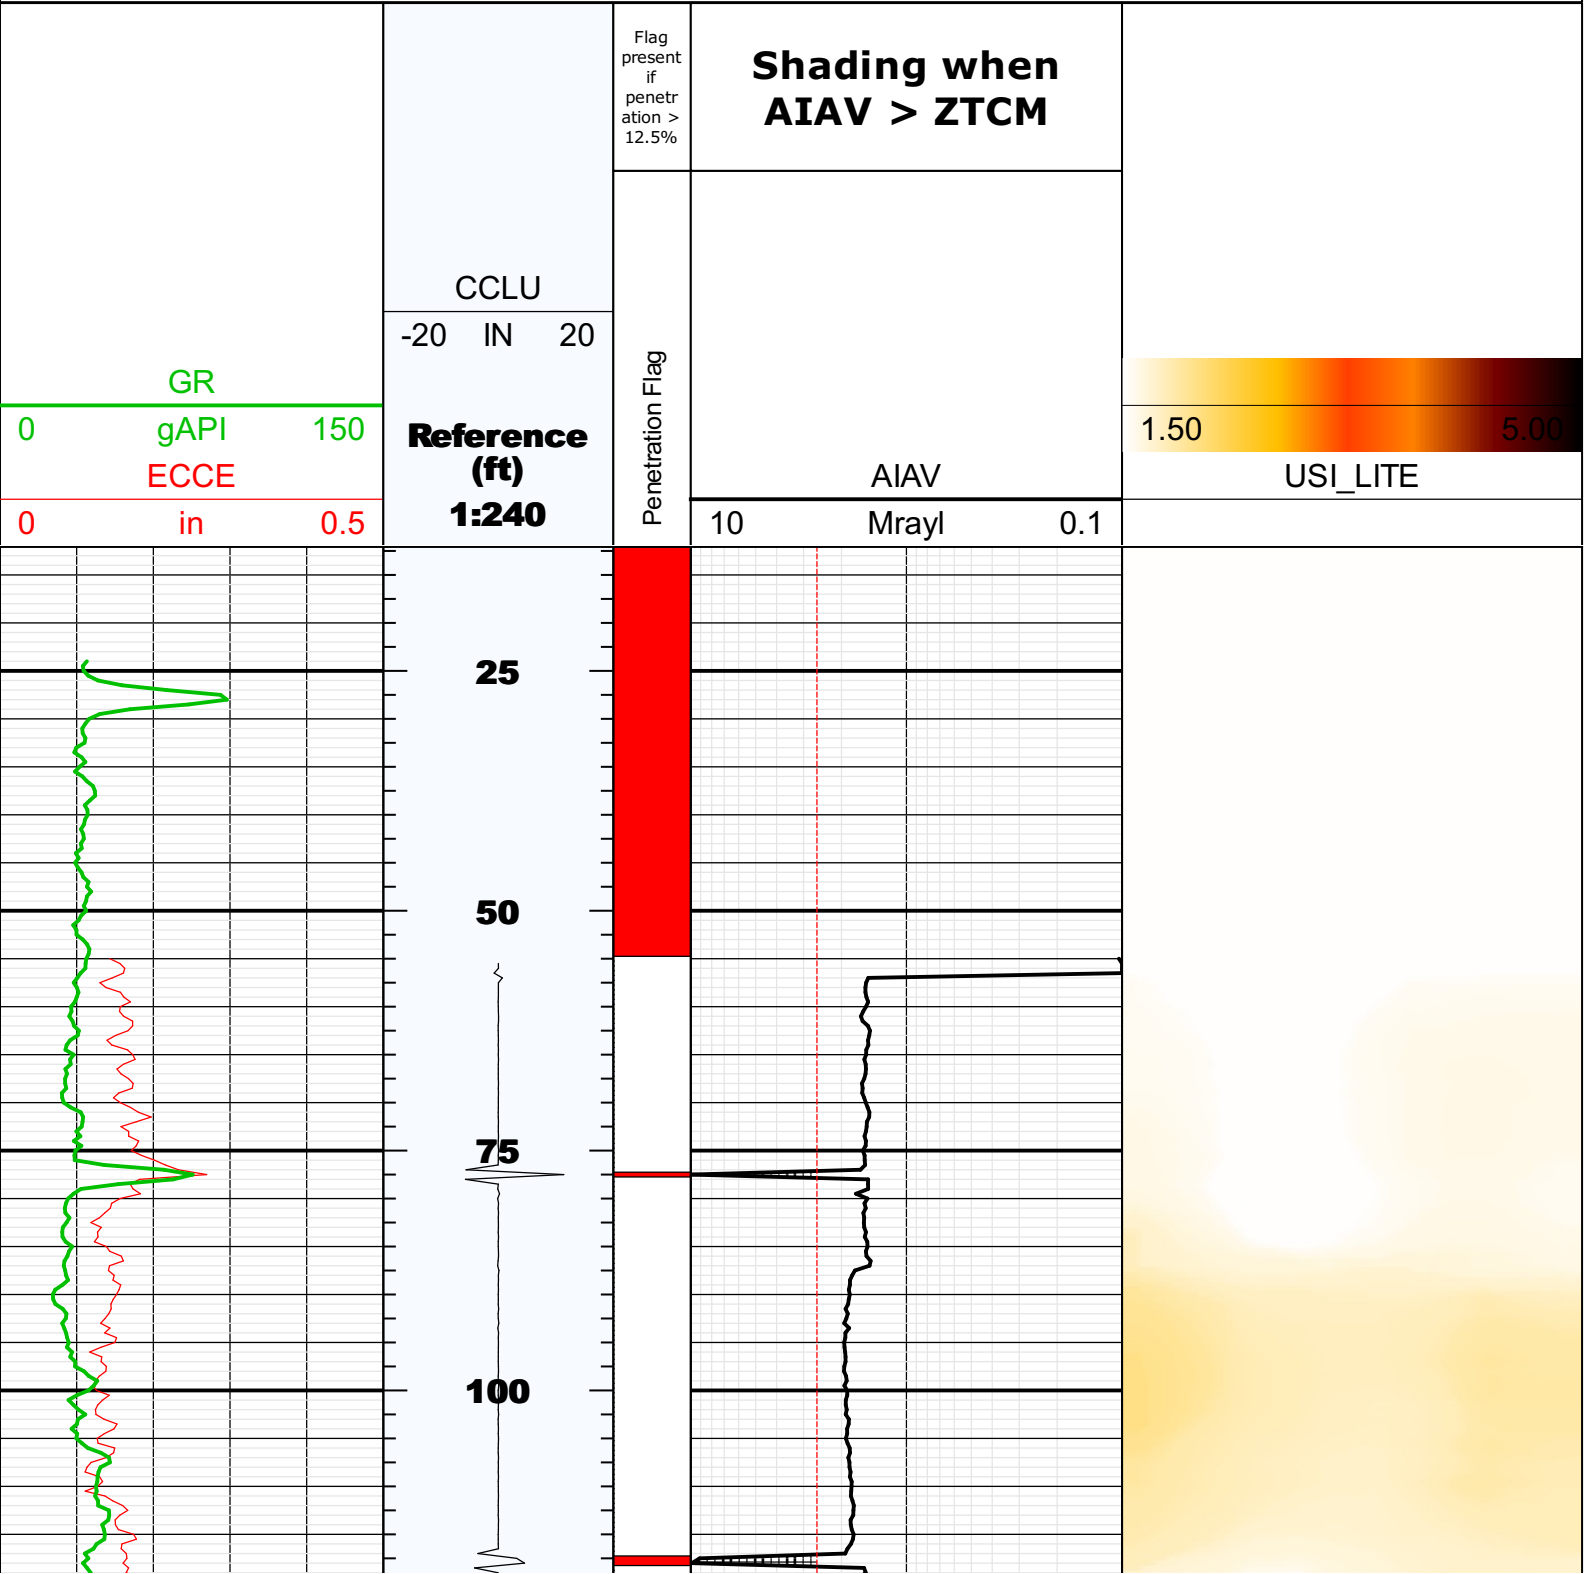 Flag
present
if
penetr
ation >
12.5%
Shading when
AIAV > ZTCM
CCLU
-20 IN 20
GR
0 gAPI 150
ECCE
0 in 0.5
Reference
(ft)
1:240
Penetration Flag
AIAV
10 Mrayl 0.1
1.50 5.00
USI_LITE
25
50
75
100